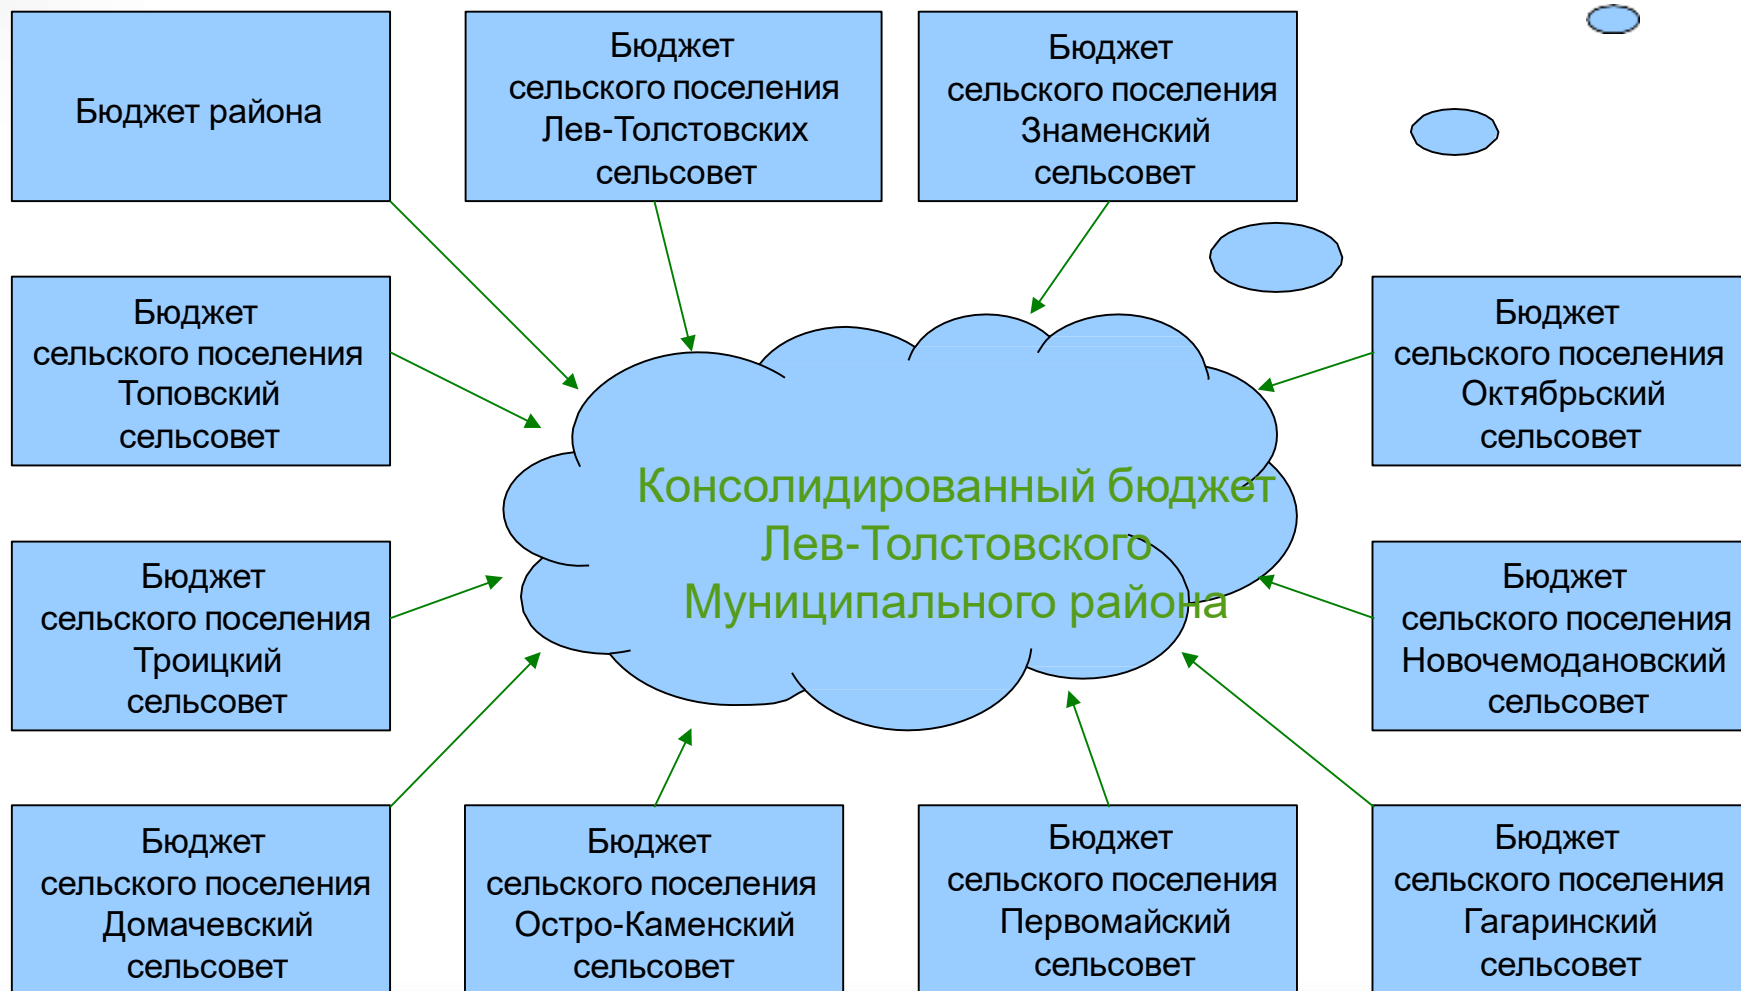 Бюджет района
Бюджет
сельского поселения
Лев-Толстовских
сельсовет
Бюджет
сельского поселения
Знаменский
сельсовет
Бюджет
сельского поселения
Топовский
сельсовет
Бюджет
сельского поселения
Октябрьский
сельсовет
Консолидированный бюджет
Лев-Толстовского
Муниципального района
Бюджет
сельского поселения
Троицкий
сельсовет
Бюджет
сельского поселения
Новочемодановский
сельсовет
Бюджет
сельского поселения
Домачевский
сельсовет
Бюджет
сельского поселения
Остро-Каменский
сельсовет
Бюджет
сельского поселения
Первомайский
сельсовет
Бюджет
сельского поселения
Гагаринский
сельсовет